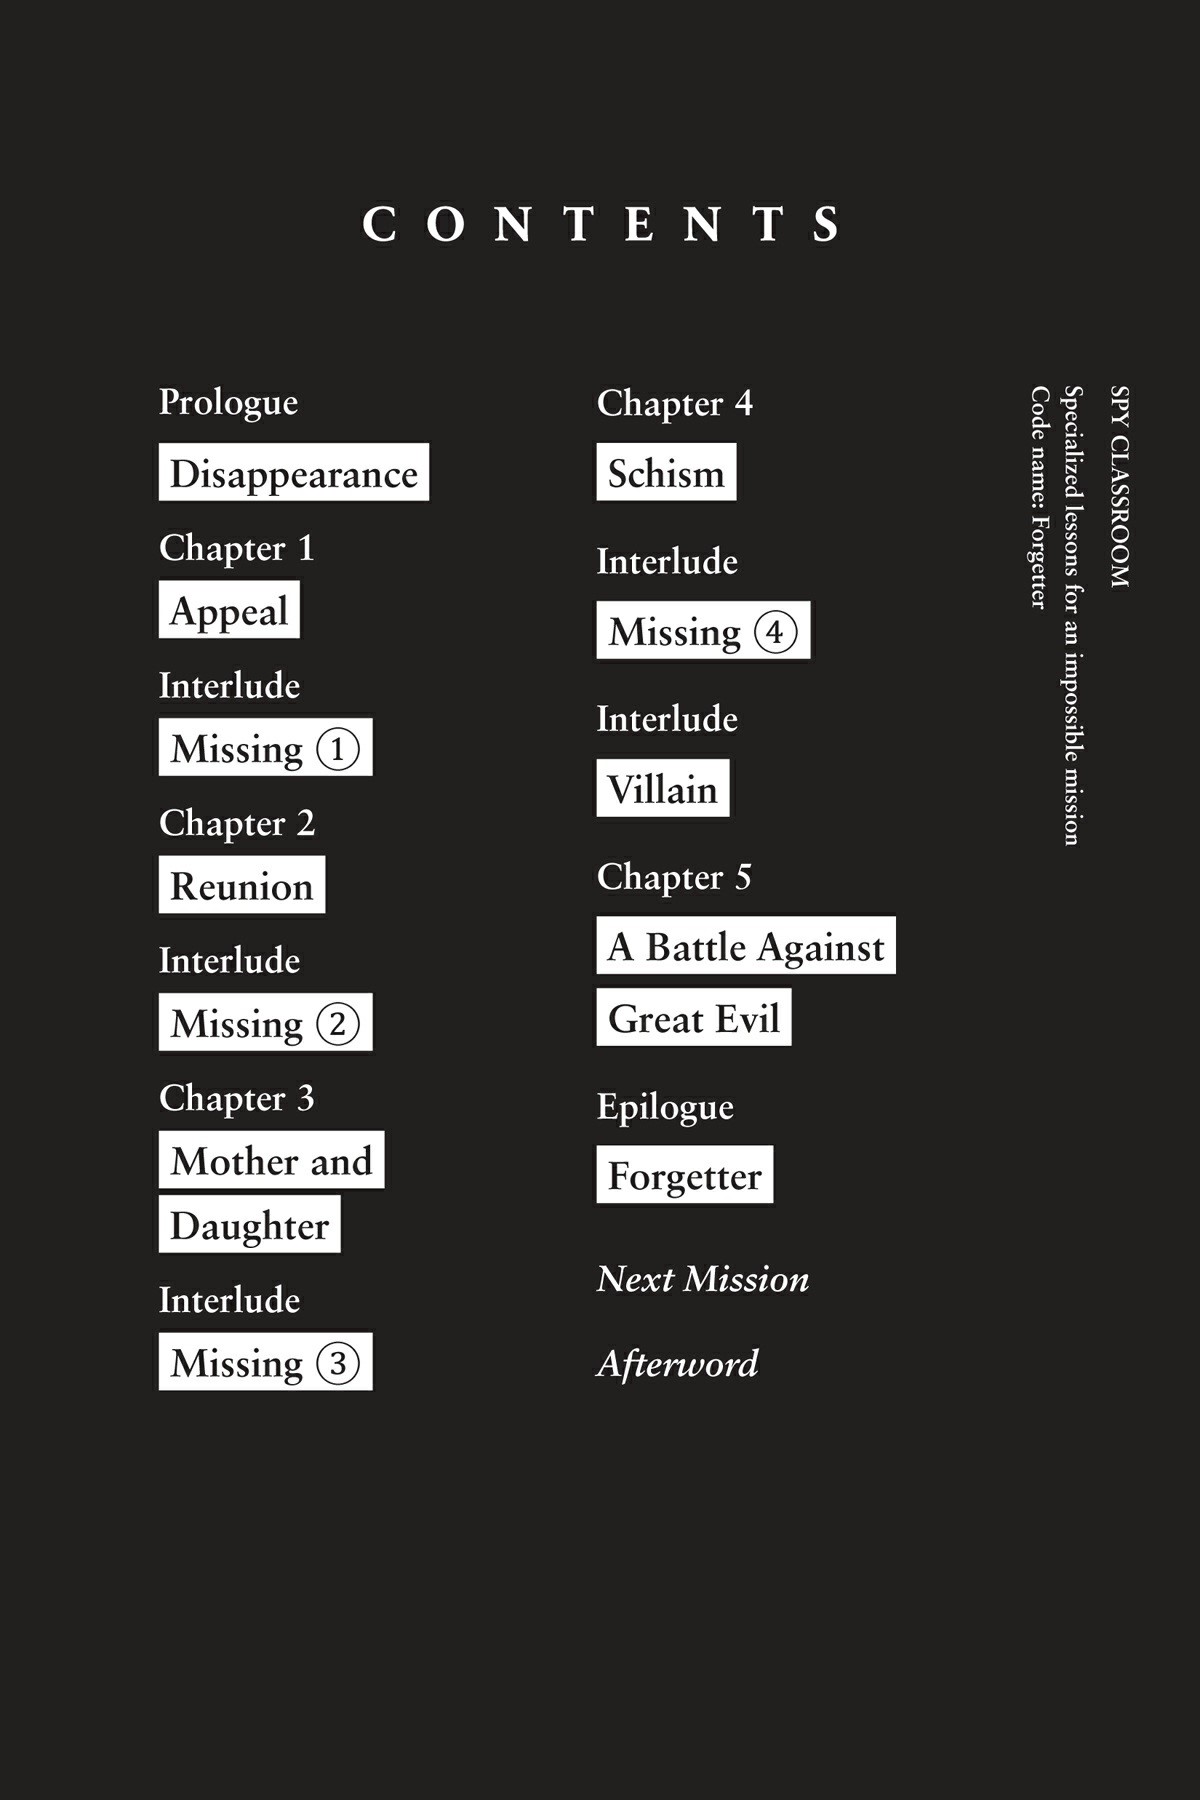 CONTENTS
Prologue
Disappearance
Chapter 1
Appeal
Interlude
Missing ①
Chapter 2
Reunion
Interlude
Missing ②
Chapter 3
Mother and
Daughter
Interlude
Missing ③
Chapter 4
Schism
Interlude
Missing ④
Interlude
Villain
Chapter 5
A Battle Against
Great Evil
Epilogue
Forgetter
Next Mission
Afterword
SPY CLASSROOM
Specialized lessons for an impossible mission
Code name: Forgetter